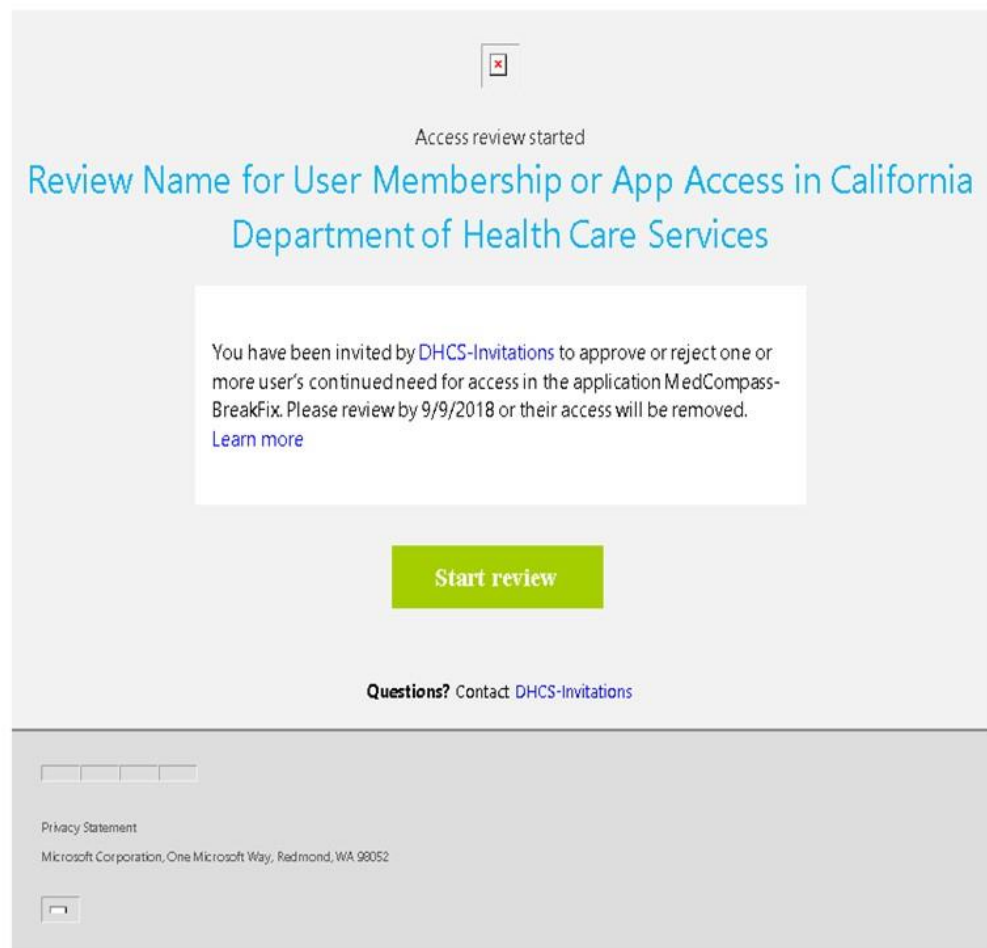 Access review started
Review Name for User Membership or App Access in California
Department of Health Care Services
You have been invited by DHCS-Invitations to approve or reject one or
more user's continued need for access in the application MedCompass-
BreakFix. Please review by 9/9/2018 or their access will be removed.
Learn more
Start review
Questions? Contact DHCS-Invitations
Privacy Statement
Microsoft Corporation, One Microsoft Way, Redmond, WA 98052